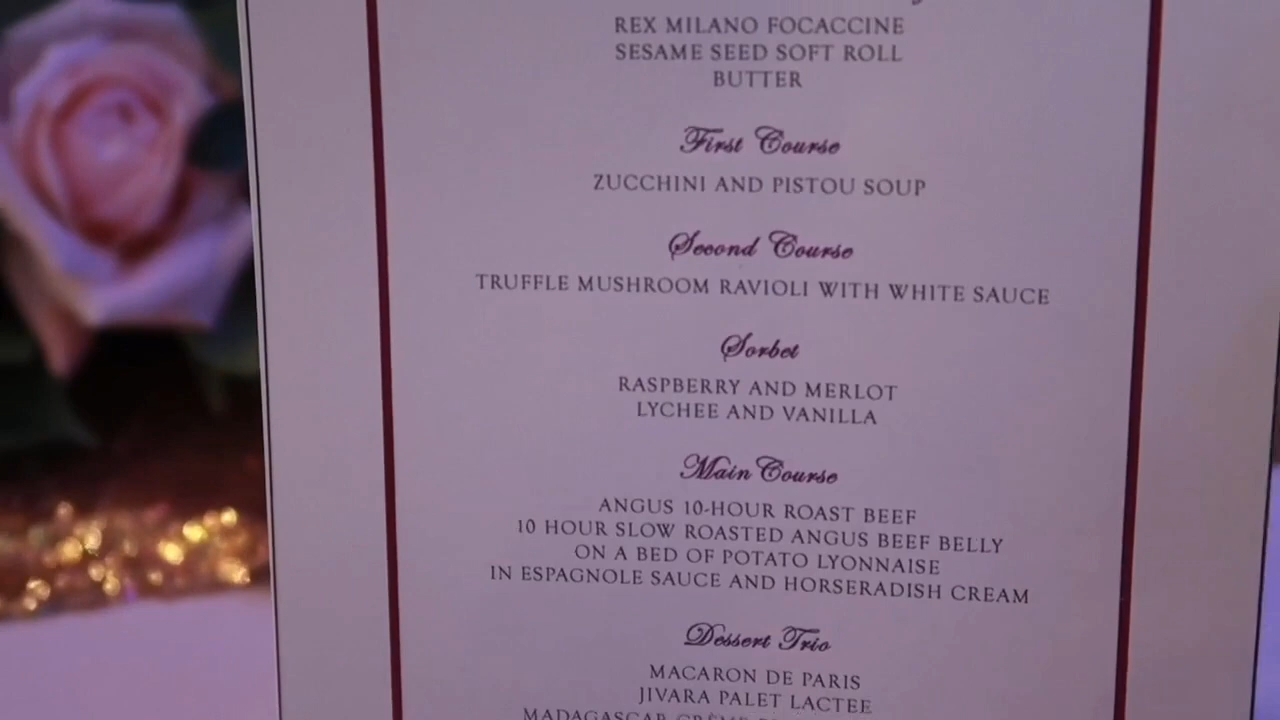 REX MILANO FOCACCINE
SESAME SEED SOFT ROLL
BUTTER
First Course
ZUCCHINI AND PISTOU SOUP
Second Course
TRUFFLE MUSHROOM RAVIOLI WITH WHITE SAUCE
Sorbet
RASPBERRY AND MERLOT
LYCHEE AND VANILLA
Main Course
ANGUS 10-HOUR ROAST BEEF
10 HOUR SLOW ROASTED ANGUS BEEF BELLY
ON A BED OF POTATO LYONNAISE
IN ESPAGNOLE SAUCE AND HORSERADISH CREAM
Dessert Trio
MACARON DE PARIS
JIVARA PALET LACTEE
MADAGASCAR CRÈME